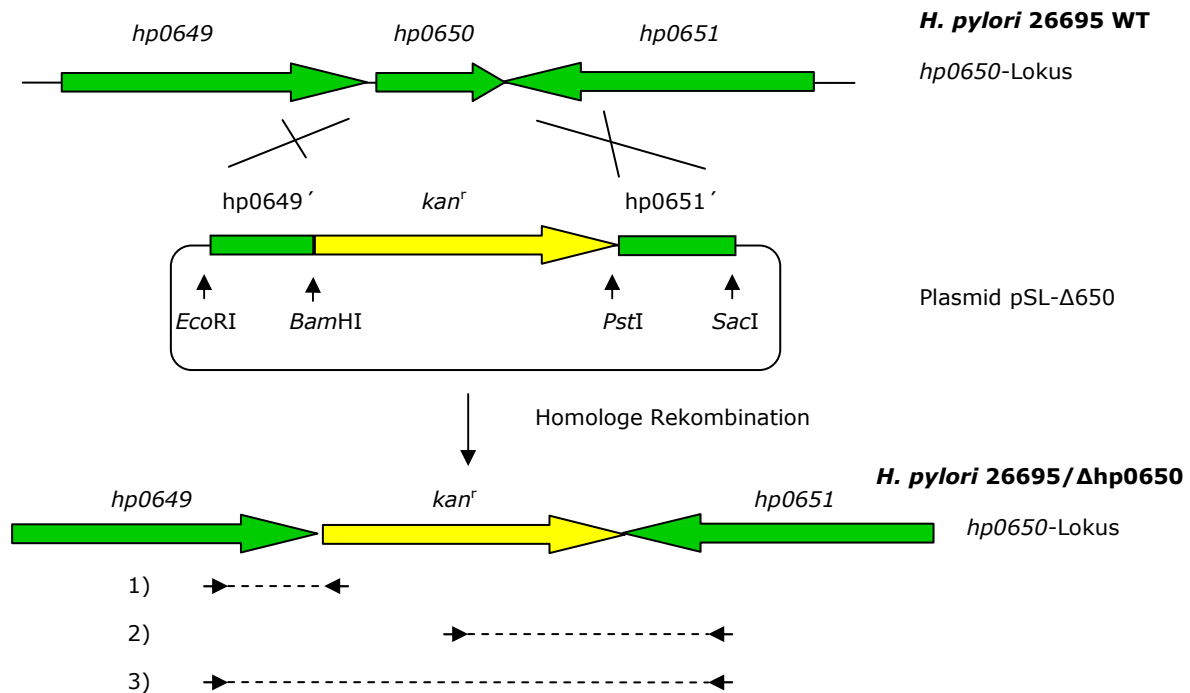 hp0649 hp0650 hp0651 H. pylori 26695 WT
hp0650-Lokus
hp0649´ kanʳ hp0651´
EcoRI BamHI PstI SacI Plasmid pSL-Δ650
Homologe Rekombination
H. pylori 26695/Δhp0650
hp0649 kanʳ hp0651
hp0650-Lokus
1)
2)
3)